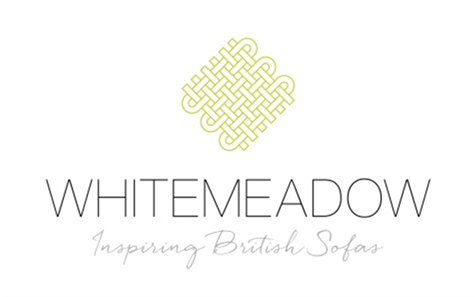 WHITEMEADOW
Inspiring British Sofas